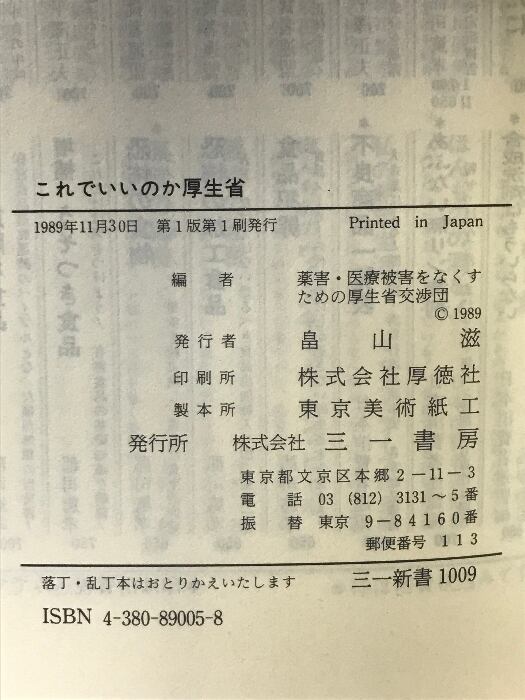 これでいいのか厚生省
1989年11月30日　第1版第1刷発行　Printed in Japan
編者　薬害・医療被害をなくす
ための厚生省交渉団
© 1989
発行者　畠山滋
印刷所　株式会社厚徳社
製本所　東京美術紙工
発行所　株式会社三一書房
東京都文京区本郷2-11-3
電話 03 (812) 3131〜5番
振替 東京 9-84160番
郵便番号 113
落丁・乱丁本はおとりかえいたします　三一新書1009
ISBN 4-380-89005-8